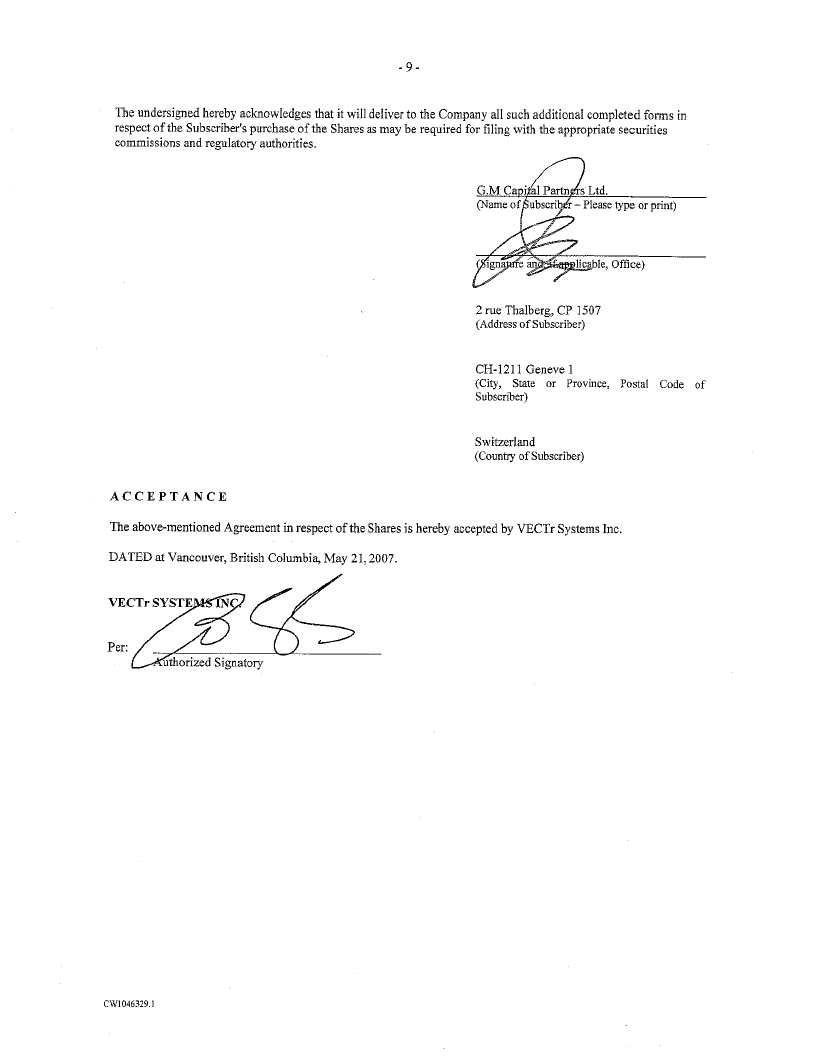 - 9 -
The undersigned hereby acknowledges that it will deliver to the Company all such additional completed forms in
respect of the Subscriber's purchase of the Shares as may be required for filing with the appropriate securities
commissions and regulatory authorities.
G.M Capital Partners Ltd.
(Name of Subscriber – Please type or print)
(Signature and if applicable, Office)
2 rue Thalberg, CP 1507
(Address of Subscriber)
CH-1211 Geneve 1
(City, State or Province, Postal Code of
Subscriber)
Switzerland
(Country of Subscriber)
ACCEPTANCE
The above-mentioned Agreement in respect of the Shares is hereby accepted by VECTr Systems Inc.
DATED at Vancouver, British Columbia, May 21, 2007.
VECTr SYSTEMS INC.
Per:
Authorized Signatory
CW1046329.1